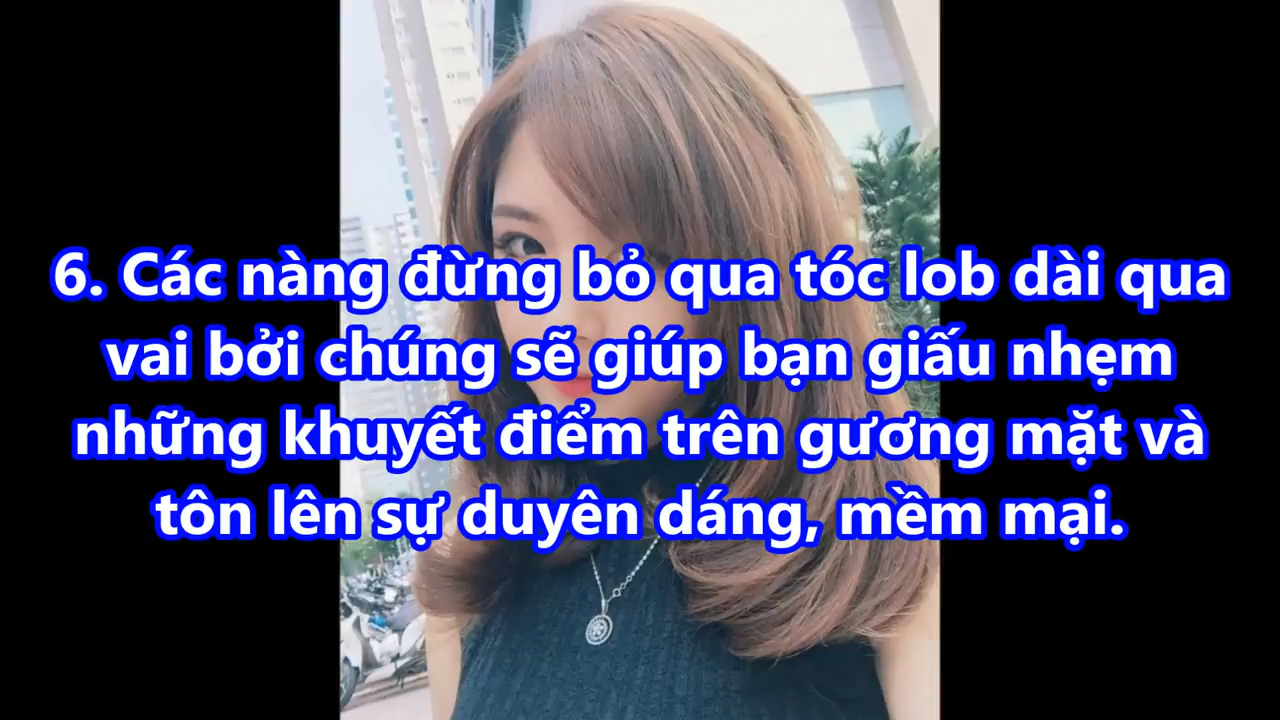 6. Các nàng đừng bỏ qua tóc lob dài qua
vai bởi chúng sẽ giúp bạn giấu nhẹm
những khuyết điểm trên gương mặt và
tôn lên sự duyên dáng, mềm mại.